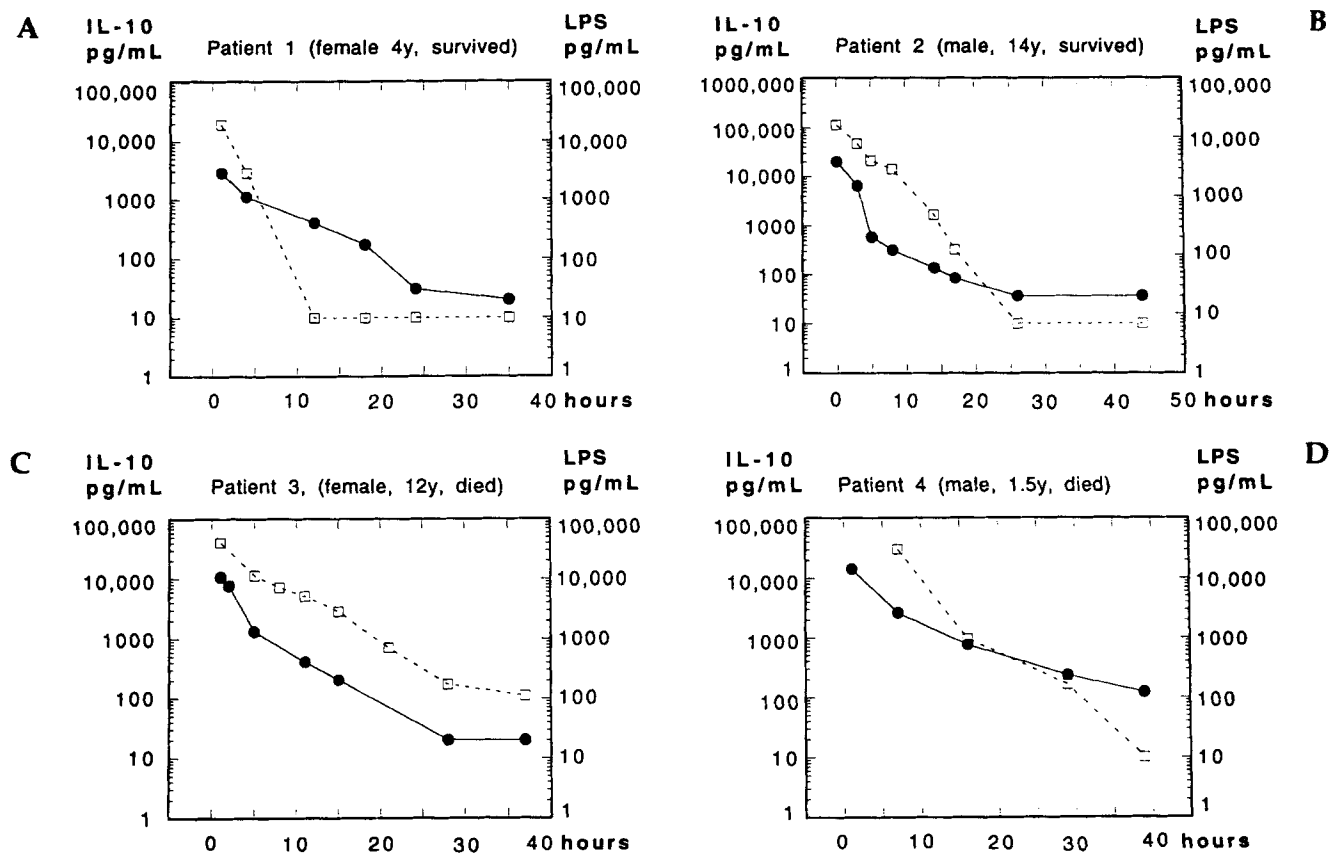 A
IL-10
pg/mL
Patient 1 (female 4y, survived)
LPS
pg/mL
100,000
10,000
1000
100
10
1
100,000
10,000
1000
100
10
1
0 10 20 30 40 hours
B
IL-10
pg/mL
Patient 2 (male, 14y, survived)
LPS
pg/mL
1000,000
100,000
10,000
1000
100
10
1
100,000
10,000
1000
100
10
1
0 10 20 30 40 50 hours
C
IL-10
pg/mL
Patient 3, (female, 12y, died)
LPS
pg/mL
100,000
10,000
1000
100
10
1
100,000
10,000
1000
100
10
1
0 10 20 30 40 hours
D
IL-10
pg/mL
Patient 4 (male, 1.5y, died)
LPS
pg/mL
100,000
10,000
1000
100
10
1
100,000
10,000
1000
100
10
1
0 10 20 30 40 hours